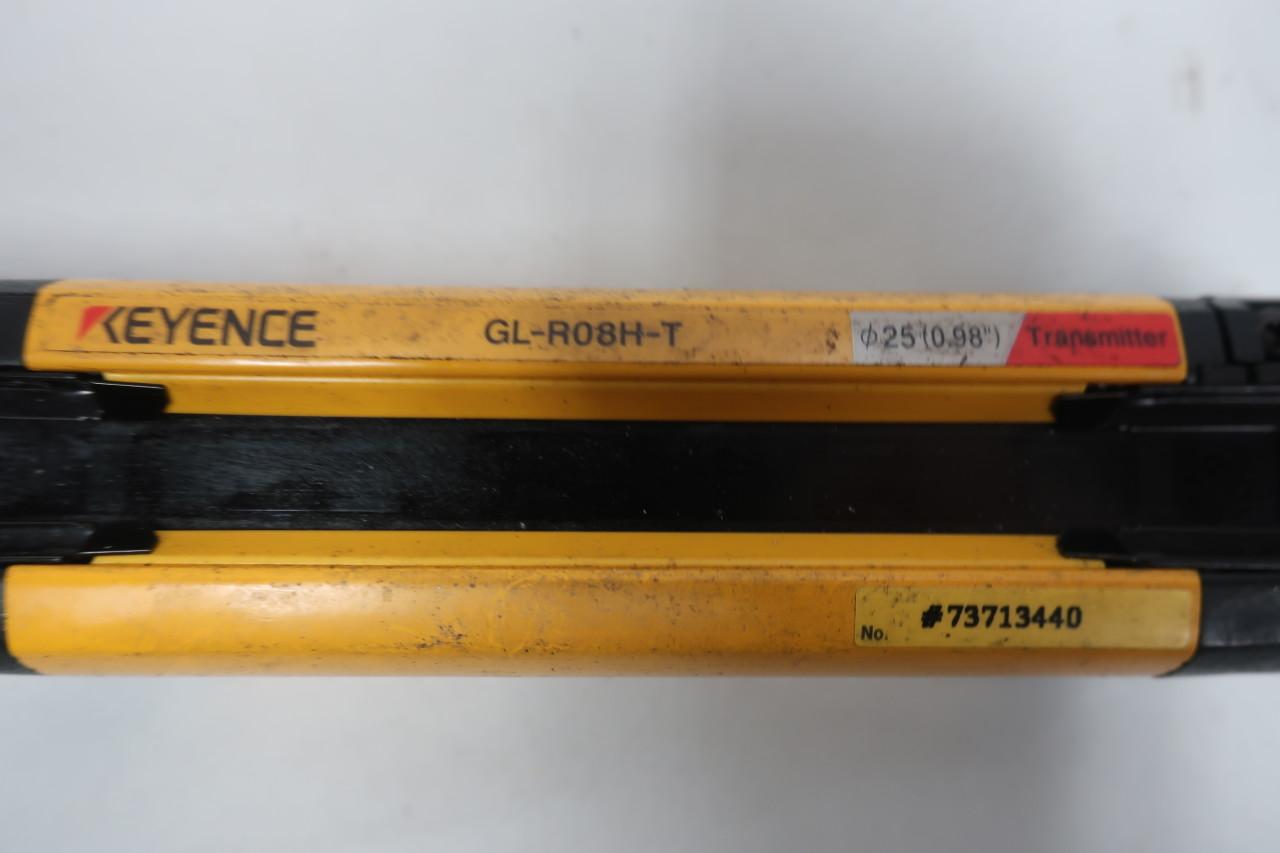 KEYENCE GL-R08H-T φ25 (0.98") Transmitter
No. #73713440